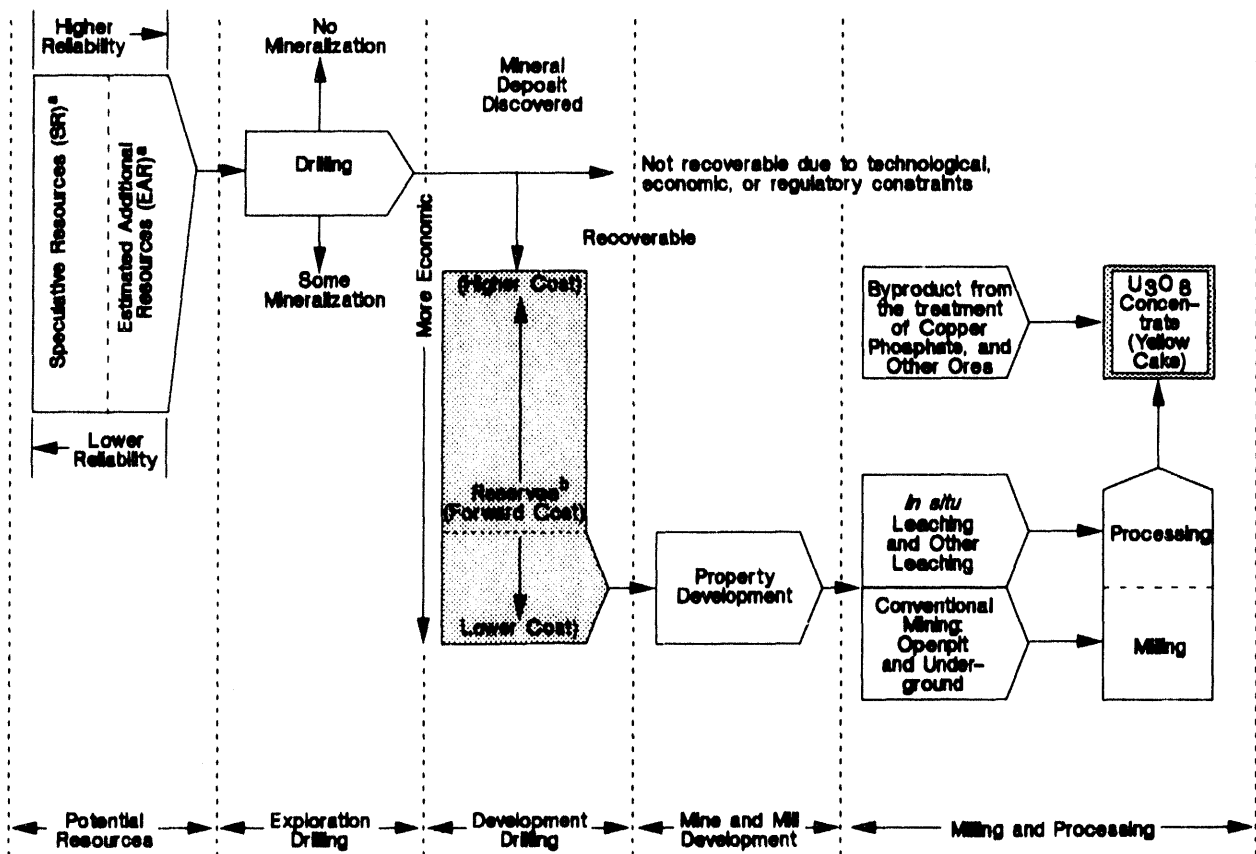 Higher
Reliability
Speculative Resources (SR)a
Estimated Additional
Resources (EAR)a
Lower
Reliability
No
Mineralization
Drilling
Some
Mineralization
More Economic
Mineral
Deposit
Discovered
Not recoverable due to technological,
economic, or regulatory constraints
Recoverable
(Higher Cost)
Reservesb
(Forward Cost)
Lower Cost)
Property
Development
Byproduct from
the treatment
of Copper
Phosphate, and
Other Ores
U3O8
Concen-
trate
(Yellow
Cake)
In situ
Leaching
and Other
Leaching
Conventional
Mining:
Openpit
and Under-
ground
Processing
Milling
Potential
Resources
Exploration
Drilling
Development
Drilling
Mine and Mill
Development
Milling and Processing